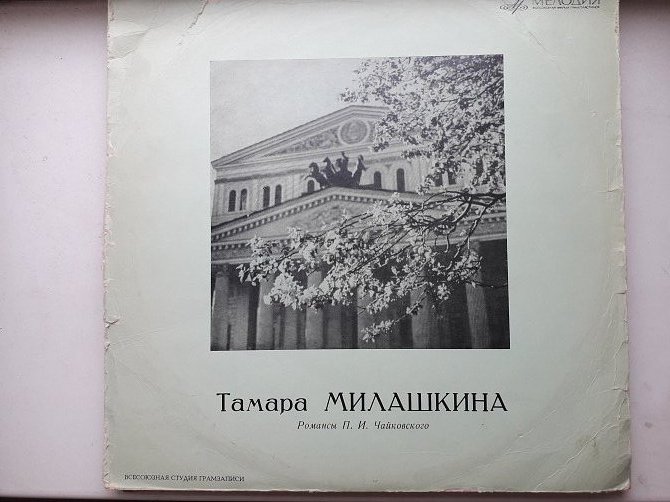 МЕЛОДИЯ
Тамара МИЛАШКИНА
Романсы П. И. Чайковского
ВСЕСОЮЗНАЯ СТУДИЯ ГРАМЗАПИСИ